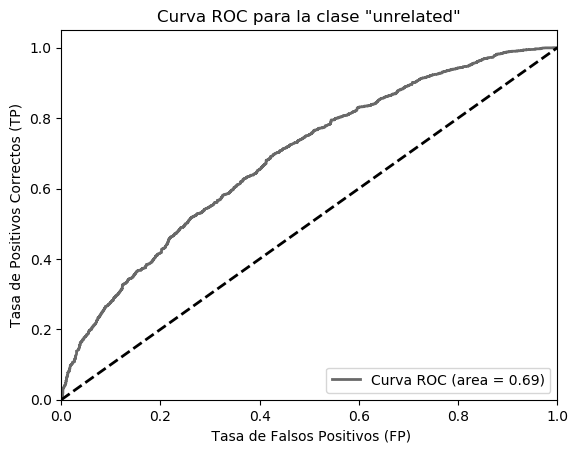 Curva ROC para la clase "unrelated"
1.0
0.8
0.6
0.4
0.2
0.0
Tasa de Positivos Correctos (TP)
Curva ROC (area = 0.69)
0.0 0.2 0.4 0.6 0.8 1.0
Tasa de Falsos Positivos (FP)